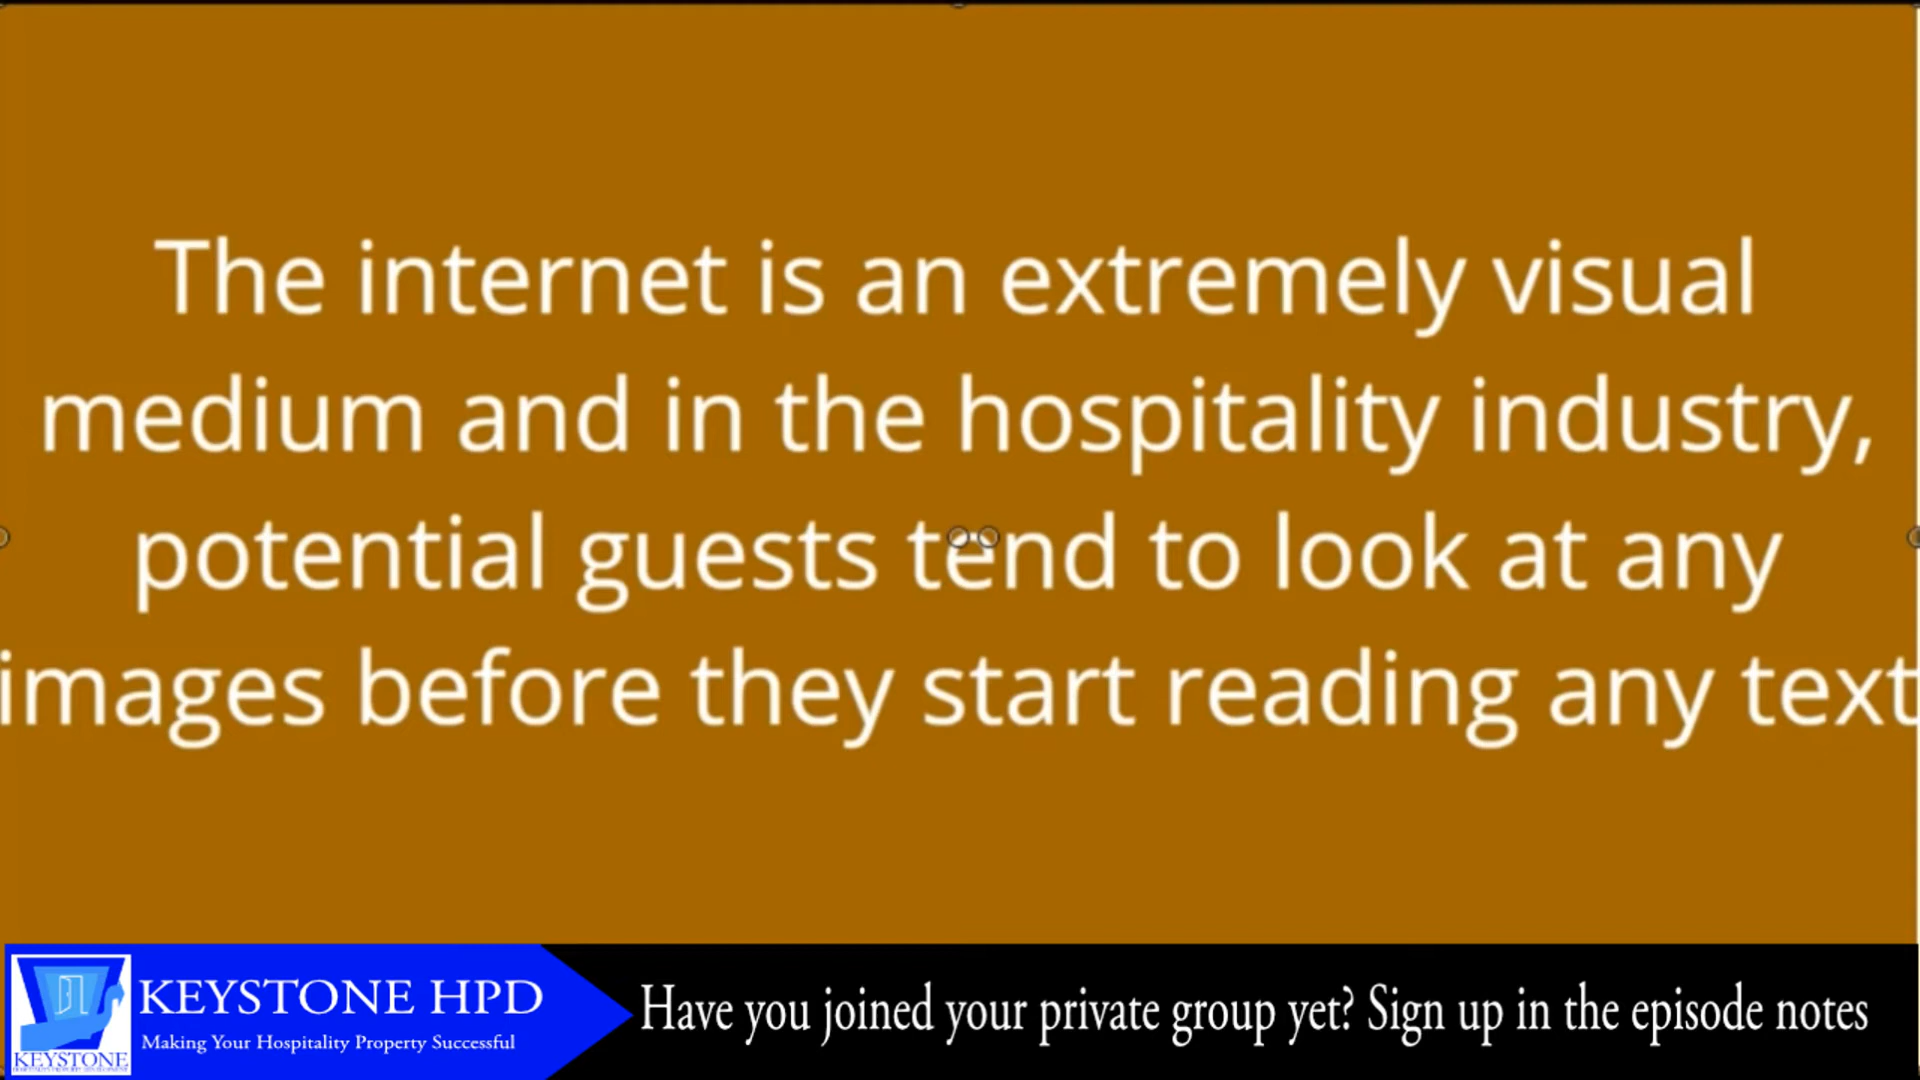 The internet is an extremely visual
medium and in the hospitality industry,
potential guests tend to look at any
images before they start reading any text
KEYSTONE HPD
Making Your Hospitality Property Successful
KEYSTONE
Have you joined your private group yet? Sign up in the episode notes